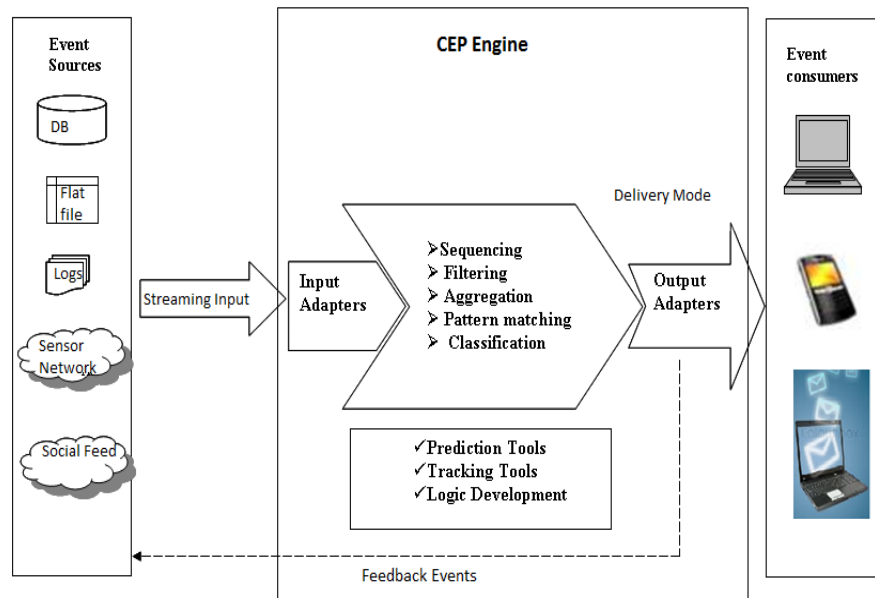 Event
Sources
DB
Flat
file
Logs
Sensor
Network
Social Feed
Streaming Input
CEP Engine
Input
Adapters
Sequencing
Filtering
Aggregation
Pattern matching
Classification
Prediction Tools
Tracking Tools
Logic Development
Delivery Mode
Output
Adapters
Feedback Events
Event
consumers